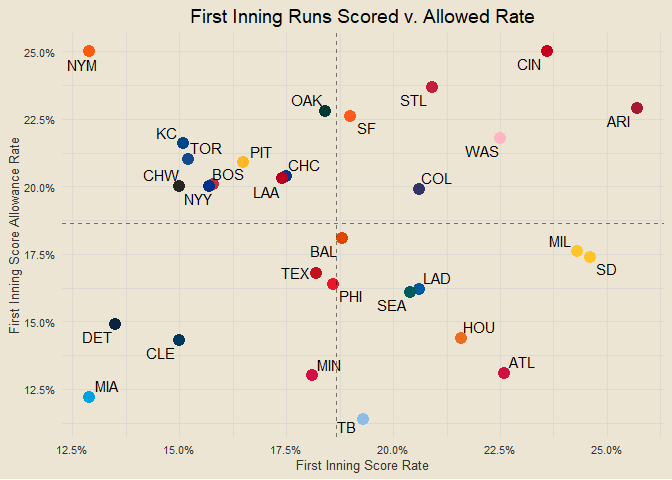 First Inning Runs Scored v. Allowed Rate
25.0%
NYM
CIN
OAK
STL
ARI
22.5%
SF
KC
TOR
PIT
WAS
CHC
CHW
BOS
COL
20.0%
NYY
LAA
First Inning Score Allowance Rate
BAL
MIL
SD
17.5%
TEX
PHI
LAD
SEA
15.0%
DET
HOU
CLE
MIN
ATL
MIA
12.5%
TB
12.5%
15.0%
17.5%
20.0%
22.5%
25.0%
First Inning Score Rate